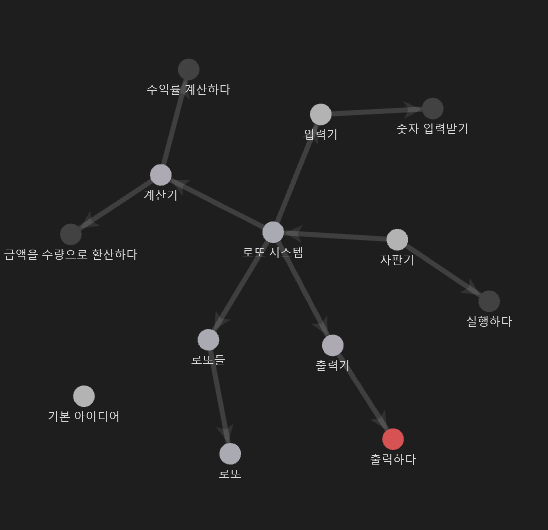 수익률 계산하다
입력기
숫자 입력받기
계산기
금액을 수량으로 환산하다
로또 시스템
자판기
실행하다
로또들
출력기
기본 아이디어
출력하다
로또